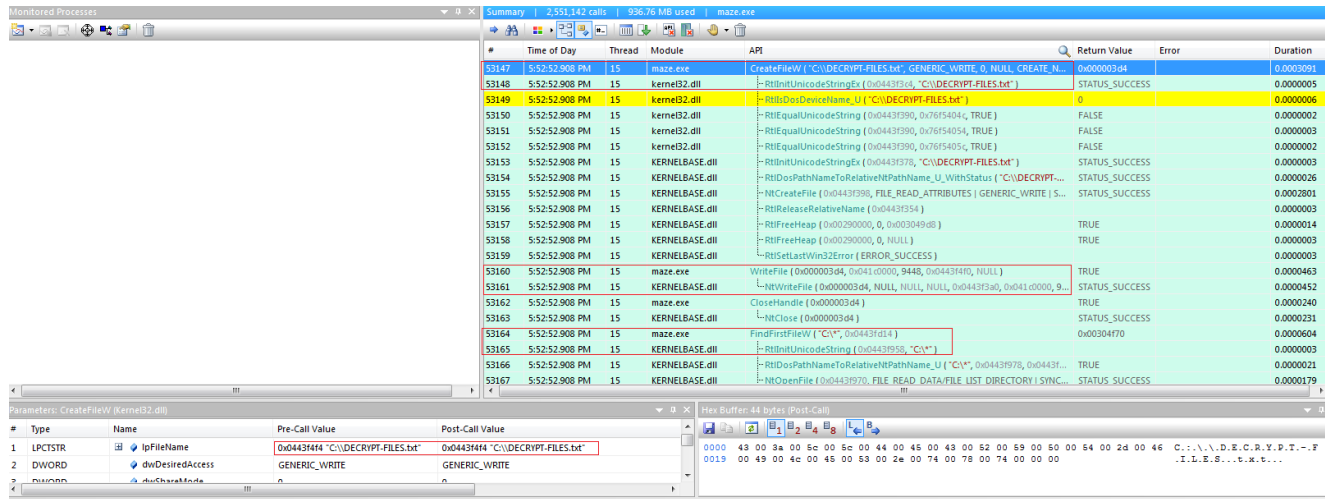 Monitored Processes
Summary | 2,551,142 calls | 936.76 MB used | maze.exe
# Time of Day Thread Module API Return Value Error Duration
53147 5:52:52.908 PM 15 maze.exe CreateFileW ( "C:\\DECRYPT-FILES.txt", GENERIC_WRITE, 0, NULL, CREATE_N... 0x000003d4 0.0003091
53148 5:52:52.908 PM 15 kernel32.dll RtlInitUnicodeStringEx ( 0x0443f3c4, "C:\\DECRYPT-FILES.txt" ) STATUS_SUCCESS 0.0000005
53149 5:52:52.908 PM 15 kernel32.dll RtlIsDosDeviceName_U ( "C:\\DECRYPT-FILES.txt" ) 0 0.0000006
53150 5:52:52.908 PM 15 kernel32.dll RtlEqualUnicodeString ( 0x0443f390, 0x76f5404c, TRUE ) FALSE 0.0000002
53151 5:52:52.908 PM 15 kernel32.dll RtlEqualUnicodeString ( 0x0443f390, 0x76f54054, TRUE ) FALSE 0.0000003
53152 5:52:52.908 PM 15 kernel32.dll RtlEqualUnicodeString ( 0x0443f390, 0x76f5405c, TRUE ) FALSE 0.0000002
53153 5:52:52.908 PM 15 KERNELBASE.dll RtlInitUnicodeStringEx ( 0x0443f378, "C:\\DECRYPT-FILES.txt" ) STATUS_SUCCESS 0.0000003
53154 5:52:52.908 PM 15 KERNELBASE.dll RtlDosPathNameToRelativeNtPathName_U_WithStatus ( "C:\\DECRYPT-... STATUS_SUCCESS 0.0000026
53155 5:52:52.908 PM 15 KERNELBASE.dll NtCreateFile ( 0x0443f398, FILE_READ_ATTRIBUTES | GENERIC_WRITE | S... STATUS_SUCCESS 0.0002801
53156 5:52:52.908 PM 15 KERNELBASE.dll RtlReleaseRelativeName ( 0x0443f354 ) 0.0000003
53157 5:52:52.908 PM 15 KERNELBASE.dll RtlFreeHeap ( 0x00290000, 0, 0x003049d8 ) TRUE 0.0000014
53158 5:52:52.908 PM 15 KERNELBASE.dll RtlFreeHeap ( 0x00290000, 0, NULL ) TRUE 0.0000003
53159 5:52:52.908 PM 15 KERNELBASE.dll RtlSetLastWin32Error ( ERROR_SUCCESS ) 0.0000003
53160 5:52:52.908 PM 15 maze.exe WriteFile ( 0x000003d4, 0x041c0000, 9448, 0x0443f4f0, NULL ) TRUE 0.0000463
53161 5:52:52.908 PM 15 KERNELBASE.dll NtWriteFile ( 0x000003d4, NULL, NULL, NULL, 0x0443f3a0, 0x041c0000, 9... STATUS_SUCCESS 0.0000452
53162 5:52:52.908 PM 15 maze.exe CloseHandle ( 0x000003d4 ) TRUE 0.0000240
53163 5:52:52.908 PM 15 KERNELBASE.dll NtClose ( 0x000003d4 ) STATUS_SUCCESS 0.0000231
53164 5:52:52.908 PM 15 maze.exe FindFirstFileW ( "C:\*", 0x0443fd14 ) 0x00304f70 0.0000604
53165 5:52:52.908 PM 15 KERNELBASE.dll RtlInitUnicodeString ( 0x0443f958, "C:\*" ) 0.0000003
53166 5:52:52.908 PM 15 KERNELBASE.dll RtlDosPathNameToRelativeNtPathName_U ( "C:\*", 0x0443f978, 0x0443f... TRUE 0.0000021
53167 5:52:52.908 PM 15 KERNELBASE.dll NtOpenFile ( 0x0443f970, FILE_READ_DATA/FILE_LIST_DIRECTORY | SYNC... STATUS_SUCCESS 0.0000179
Parameters: CreateFileW (Kernel32.dll)
# Type Name Pre-Call Value Post-Call Value
1 LPCTSTR lpFileName 0x0443f4f4 "C:\\DECRYPT-FILES.txt" 0x0443f4f4 "C:\\DECRYPT-FILES.txt"
2 DWORD dwDesiredAccess GENERIC_WRITE GENERIC_WRITE
3 DWORD dwShareMode 0 0
Hex Buffer: 44 bytes (Post-Call)
1 2 4 8 L B
0000 43 00 3a 00 5c 00 5c 00 44 00 45 00 43 00 52 00 59 00 50 00 54 00 2d 00 46 C.:.\.\.D.E.C.R.Y.P.T.-.F
0019 00 49 00 4c 00 45 00 53 00 2e 00 74 00 78 00 74 00 00 00 .I.L.E.S...t.x.t...